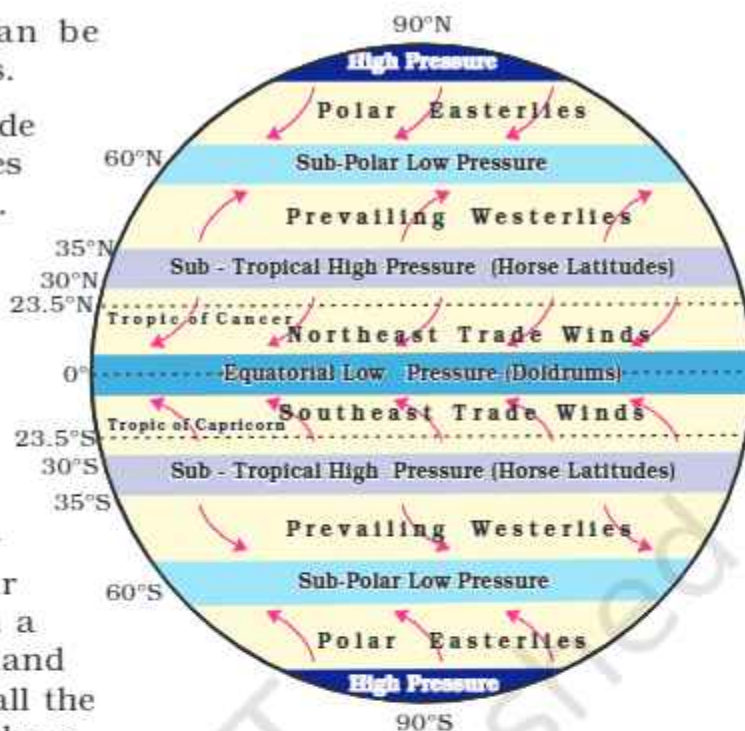 90°N
an be
High Pressure
s.
Polar Easterlies
de
60°N
es
Sub-Polar Low Pressure
.
Prevailing Westerlies
35°N
Sub - Tropical High Pressure (Horse Latitudes)
30°N
23.5°N
Tropic of Cancer
Northeast Trade Winds
0°
Equatorial Low Pressure (Doldrums)
Southeast Trade Winds
Tropic of Capricorn
23.5°S
30°S
Sub - Tropical High Pressure (Horse Latitudes)
35°S
Prevailing Westerlies
r
Sub-Polar Low Pressure
60°S
a
Polar Easterlies
and
High Pressure
all the
90°S
shed